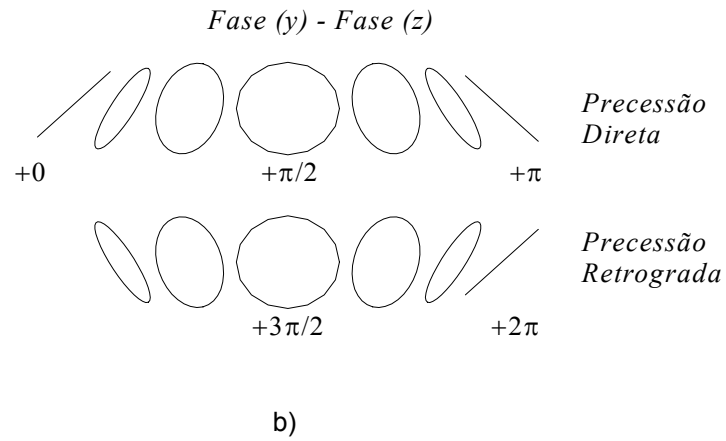 Fase (y) - Fase (z)
Precessão
Direta
+0
+π/2
+π
Precessão
Retrograda
+3π/2
+2π
b)